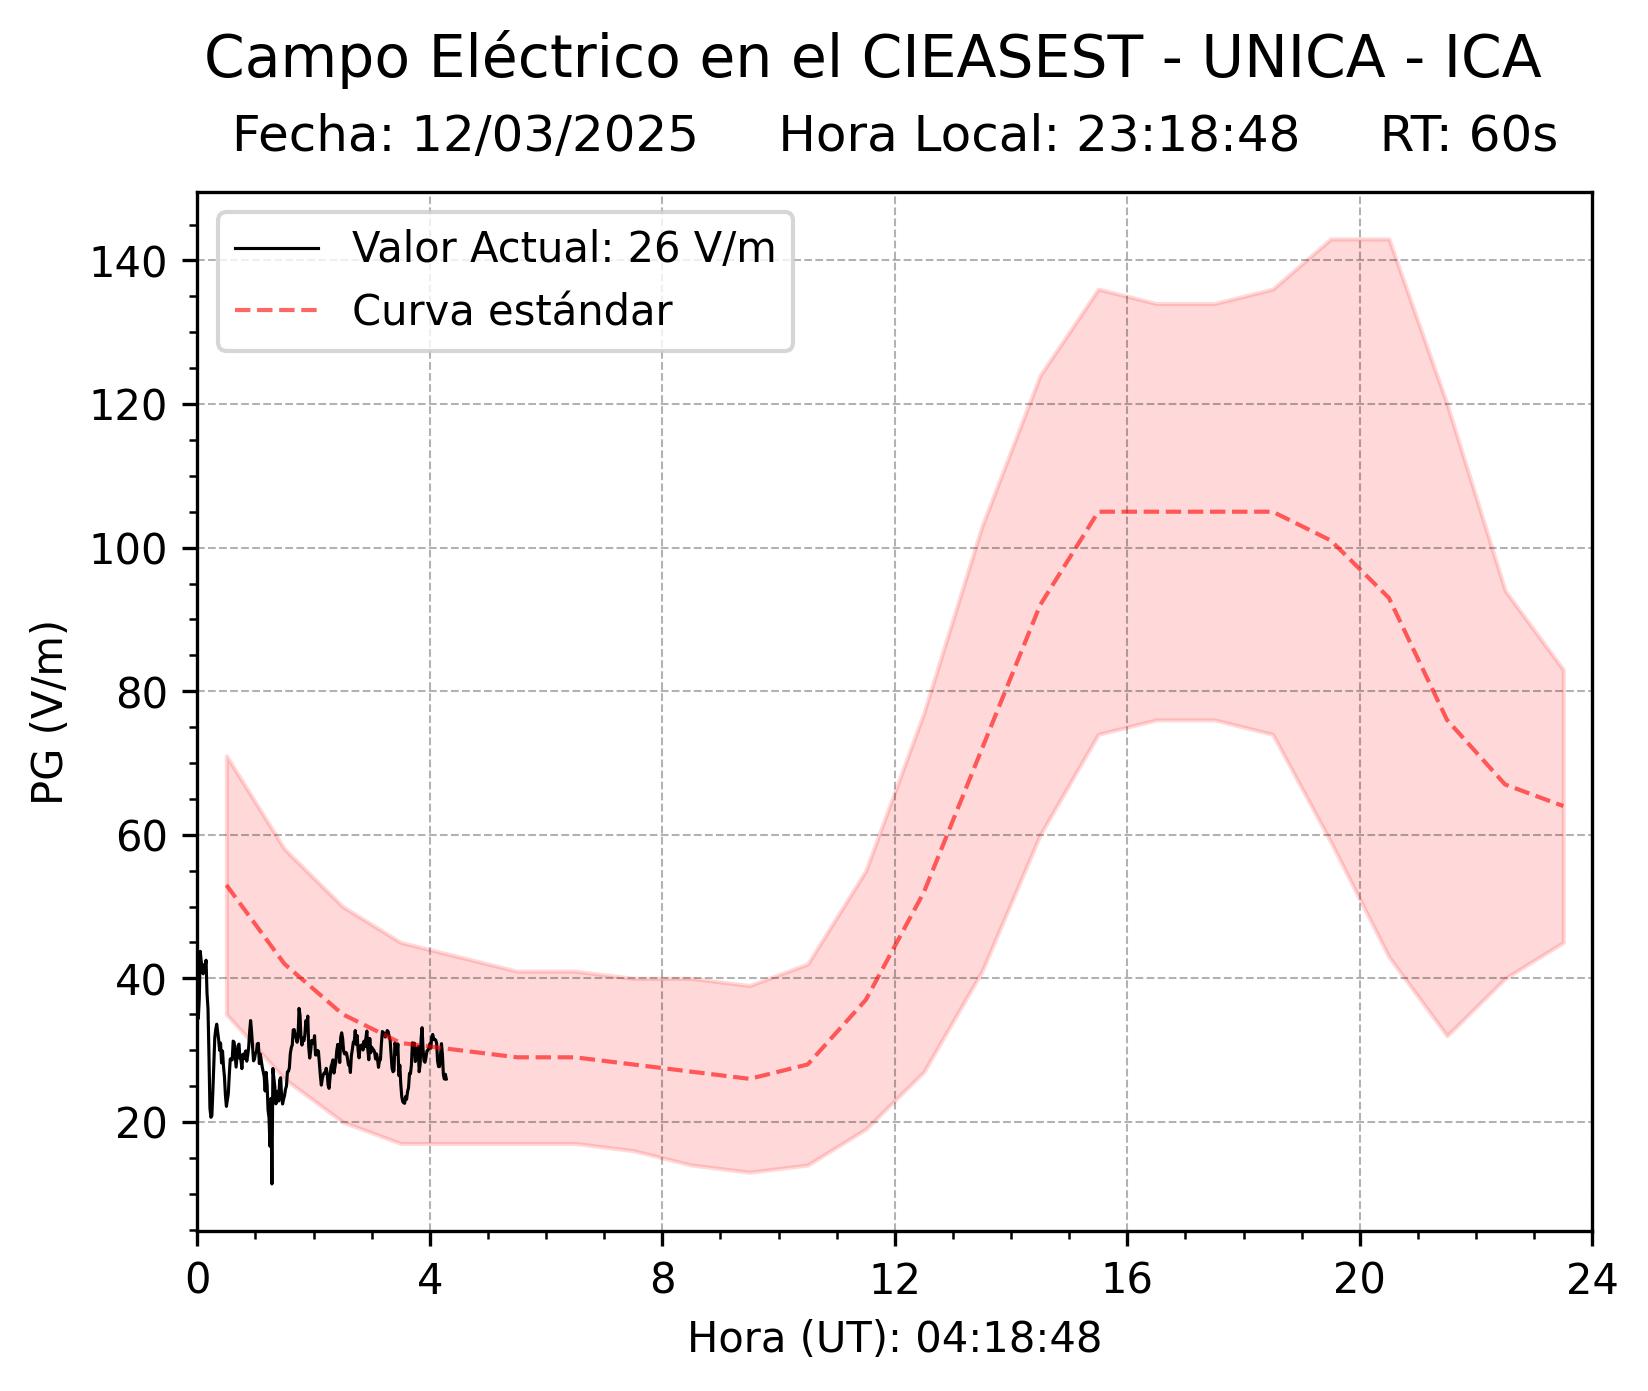 Campo Eléctrico en el CIEASEST - UNICA - ICA
Fecha: 12/03/2025 Hora Local: 23:18:48 RT: 60s
Valor Actual: 26 V/m
Curva estándar
140
120
100
80
60
40
20
PG (V/m)
0 4 8 12 16 20 24
Hora (UT): 04:18:48